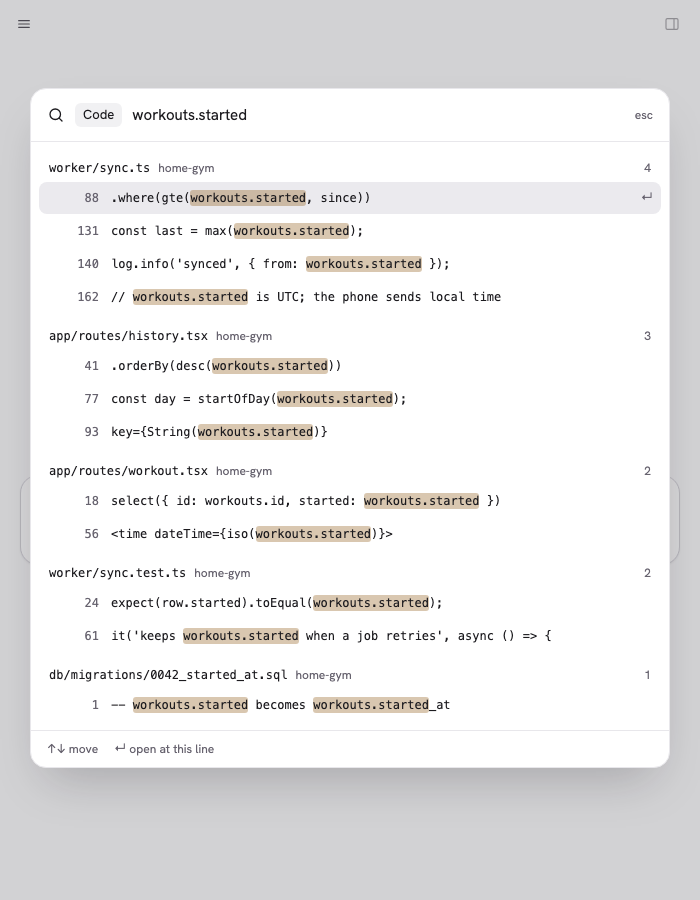 Code workouts.started esc
worker/sync.ts home-gym 4
88 .where(gte(workouts.started, since)) ↵
131 const last = max(workouts.started);
140 log.info('synced', { from: workouts.started });
162 // workouts.started is UTC; the phone sends local time
app/routes/history.tsx home-gym 3
41 .orderBy(desc(workouts.started))
77 const day = startOfDay(workouts.started);
93 key={String(workouts.started)}
app/routes/workout.tsx home-gym 2
18 select({ id: workouts.id, started: workouts.started })
56 <time dateTime={iso(workouts.started)}>
worker/sync.test.ts home-gym 2
24 expect(row.started).toEqual(workouts.started);
61 it('keeps workouts.started when a job retries', async () => {
db/migrations/0042_started_at.sql home-gym 1
1 -- workouts.started becomes workouts.started_at
↑↓ move ↵ open at this line